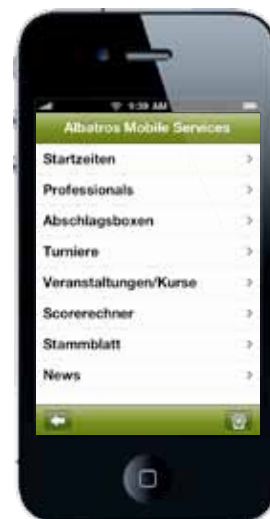 9:39 AM
Albatros Mobile Services
Startzeiten
Professionals
Abschlagsboxen
Turniere
Veranstaltungen/Kurse
Scorerechner
Stammblatt
News